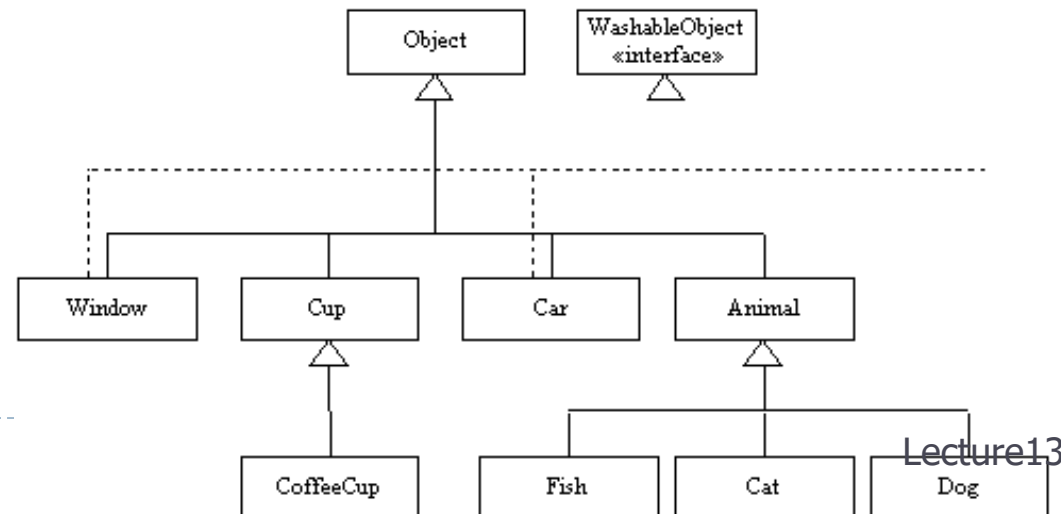 Object
WashableObject
«interface»
Window
Cup
Car
Animal
Lecture13
CoffeeCup
Fish
Cat
Dog